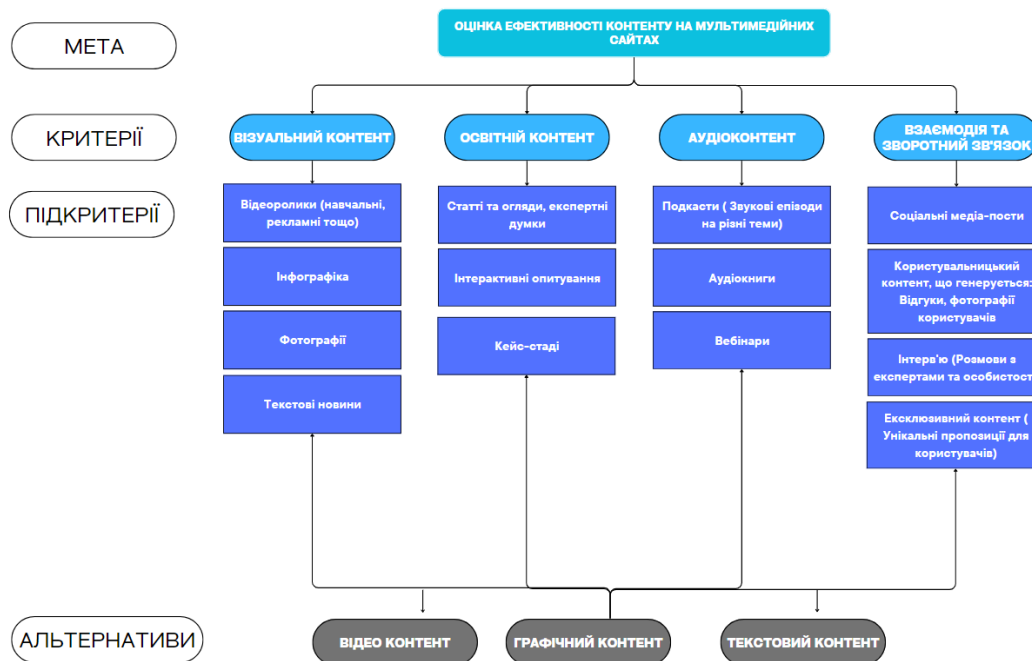 МЕТА
ОЦІНКА ЕФЕКТИВНОСТІ КОНТЕНТУ НА МУЛЬТИМЕДІЙНИХ
САЙТАХ
КРИТЕРІЇ
ВІЗУАЛЬНИЙ КОНТЕНТ
ОСВІТНІЙ КОНТЕНТ
АУДІОКОНТЕНТ
ВЗАЄМОДІЯ ТА
ЗВОРОТНИЙ ЗВ'ЯЗОК
ПІДКРИТЕРІЇ
Відеоролики (навчальні,
рекламні тощо)
Інфографіка
Фотографії
Текстові новини
Статті та огляди, експертні
думки
Інтерактивні опитування
Кейс-стаді
Подкасти ( Звукові епізоди
на різні теми)
Аудіокниги
Вебінари
Соціальні медіа-пости
Користувальницький
контент, що генерується:
Відгуки, фотографії
користувачів
Інтерв'ю (Розмови з
експертами та особистост
Ексклюзивний контент (
Унікальні пропозиції для
користувачів)
АЛЬТЕРНАТИВИ
ВІДЕО КОНТЕНТ
ГРАФІЧНИЙ КОНТЕНТ
ТЕКСТОВИЙ КОНТЕНТ